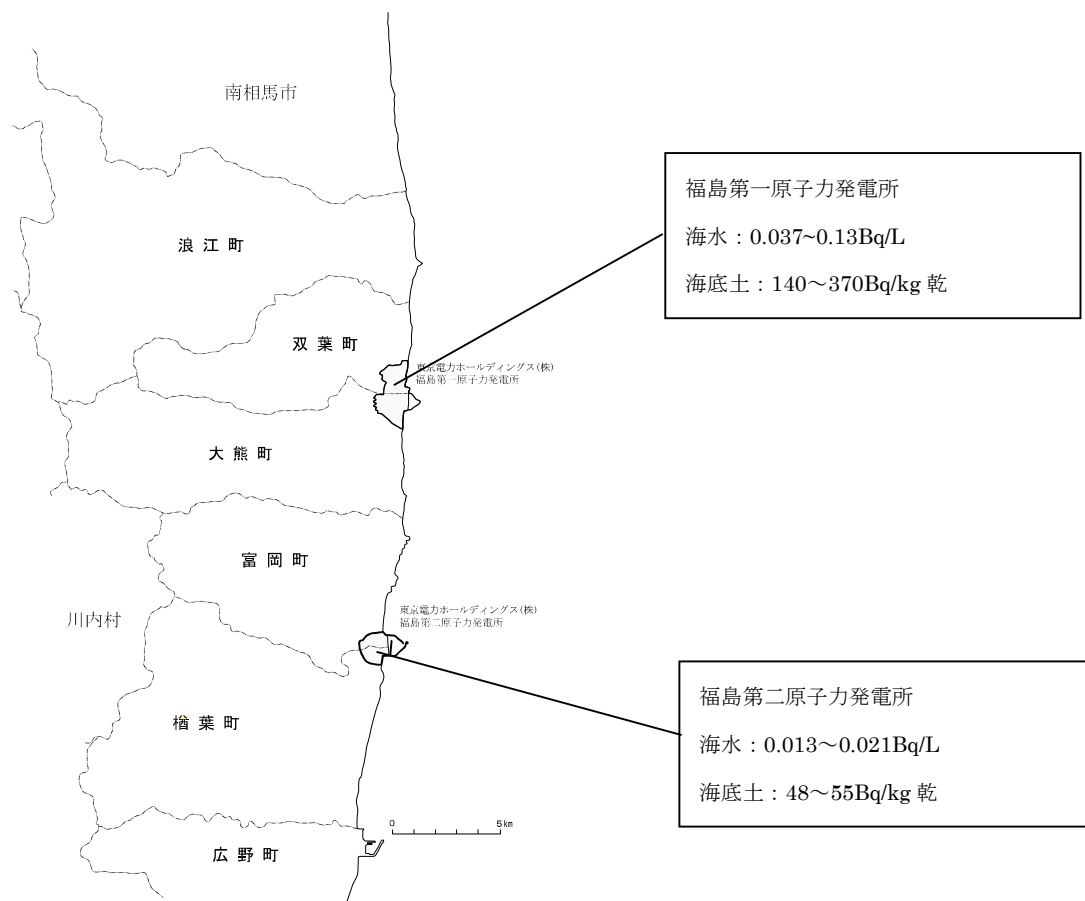 南相馬市
福島第一原子力発電所
海水：0.037~0.13Bq/L
海底土：140～370Bq/kg 乾
浪江町
双葉町
東京電力ホールディングス(株)
福島第一原子力発電所
大熊町
富岡町
川内村
東京電力ホールディングス(株)
福島第二原子力発電所
福島第二原子力発電所
海水：0.013～0.021Bq/L
海底土：48～55Bq/kg 乾
楢葉町
0 5km
広野町